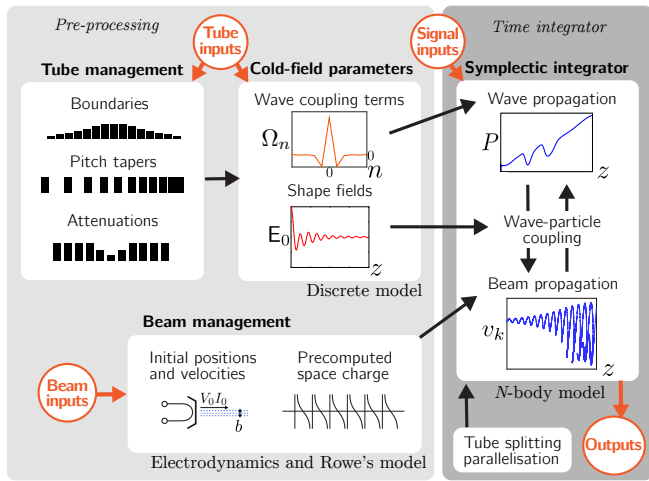 Pre-processing
Tube
inputs
Signal
inputs
Time integrator
Tube management
Boundaries
Pitch tapers
Attenuations
Cold-field parameters
Wave coupling terms
Ωn
0
0
n
Shape fields
E0
z
Discrete model
Symplectic integrator
Wave propagation
P
z
Wave-particle
coupling
Beam propagation
vk
z
N-body model
Beam management
Beam
inputs
Initial positions
and velocities
V0I0
b
Precomputed
space charge
Electrodynamics and Rowe's model
Tube splitting
parallelisation
Outputs